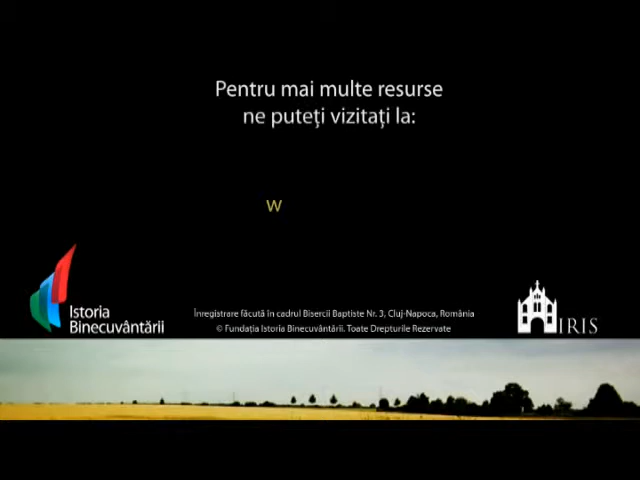 Pentru mai multe resurse
ne puteți vizitați la:
w
Istoria
Binecuvântării
Înregistrare făcută în cadrul Bisercii Baptiste Nr. 3, Cluj-Napoca, România
© Fundația Istoria Binecuvântării. Toate Drepturile Rezervate
IRIS